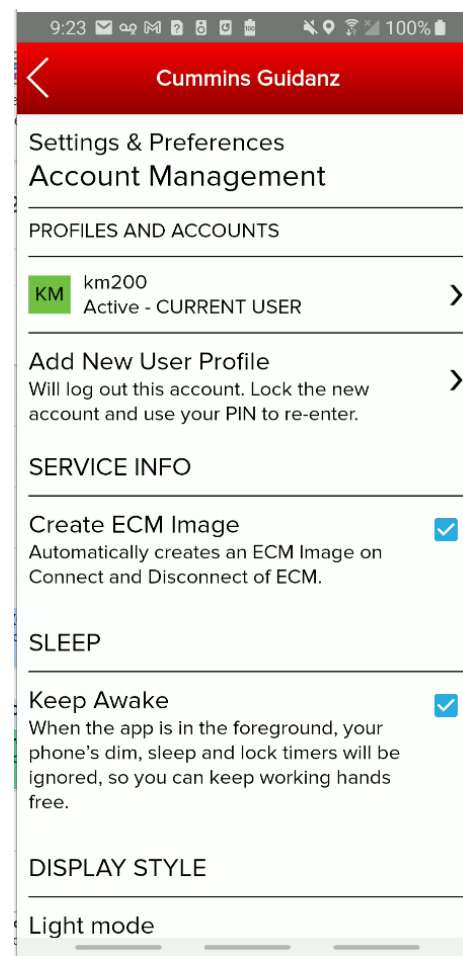 9:23 100%
Cummins Guidanz
Settings & Preferences
Account Management
PROFILES AND ACCOUNTS
KM km200
Active - CURRENT USER
Add New User Profile
Will log out this account. Lock the new
account and use your PIN to re-enter.
SERVICE INFO
Create ECM Image
Automatically creates an ECM Image on
Connect and Disconnect of ECM.
SLEEP
Keep Awake
When the app is in the foreground, your
phone's dim, sleep and lock timers will be
ignored, so you can keep working hands
free.
DISPLAY STYLE
Light mode